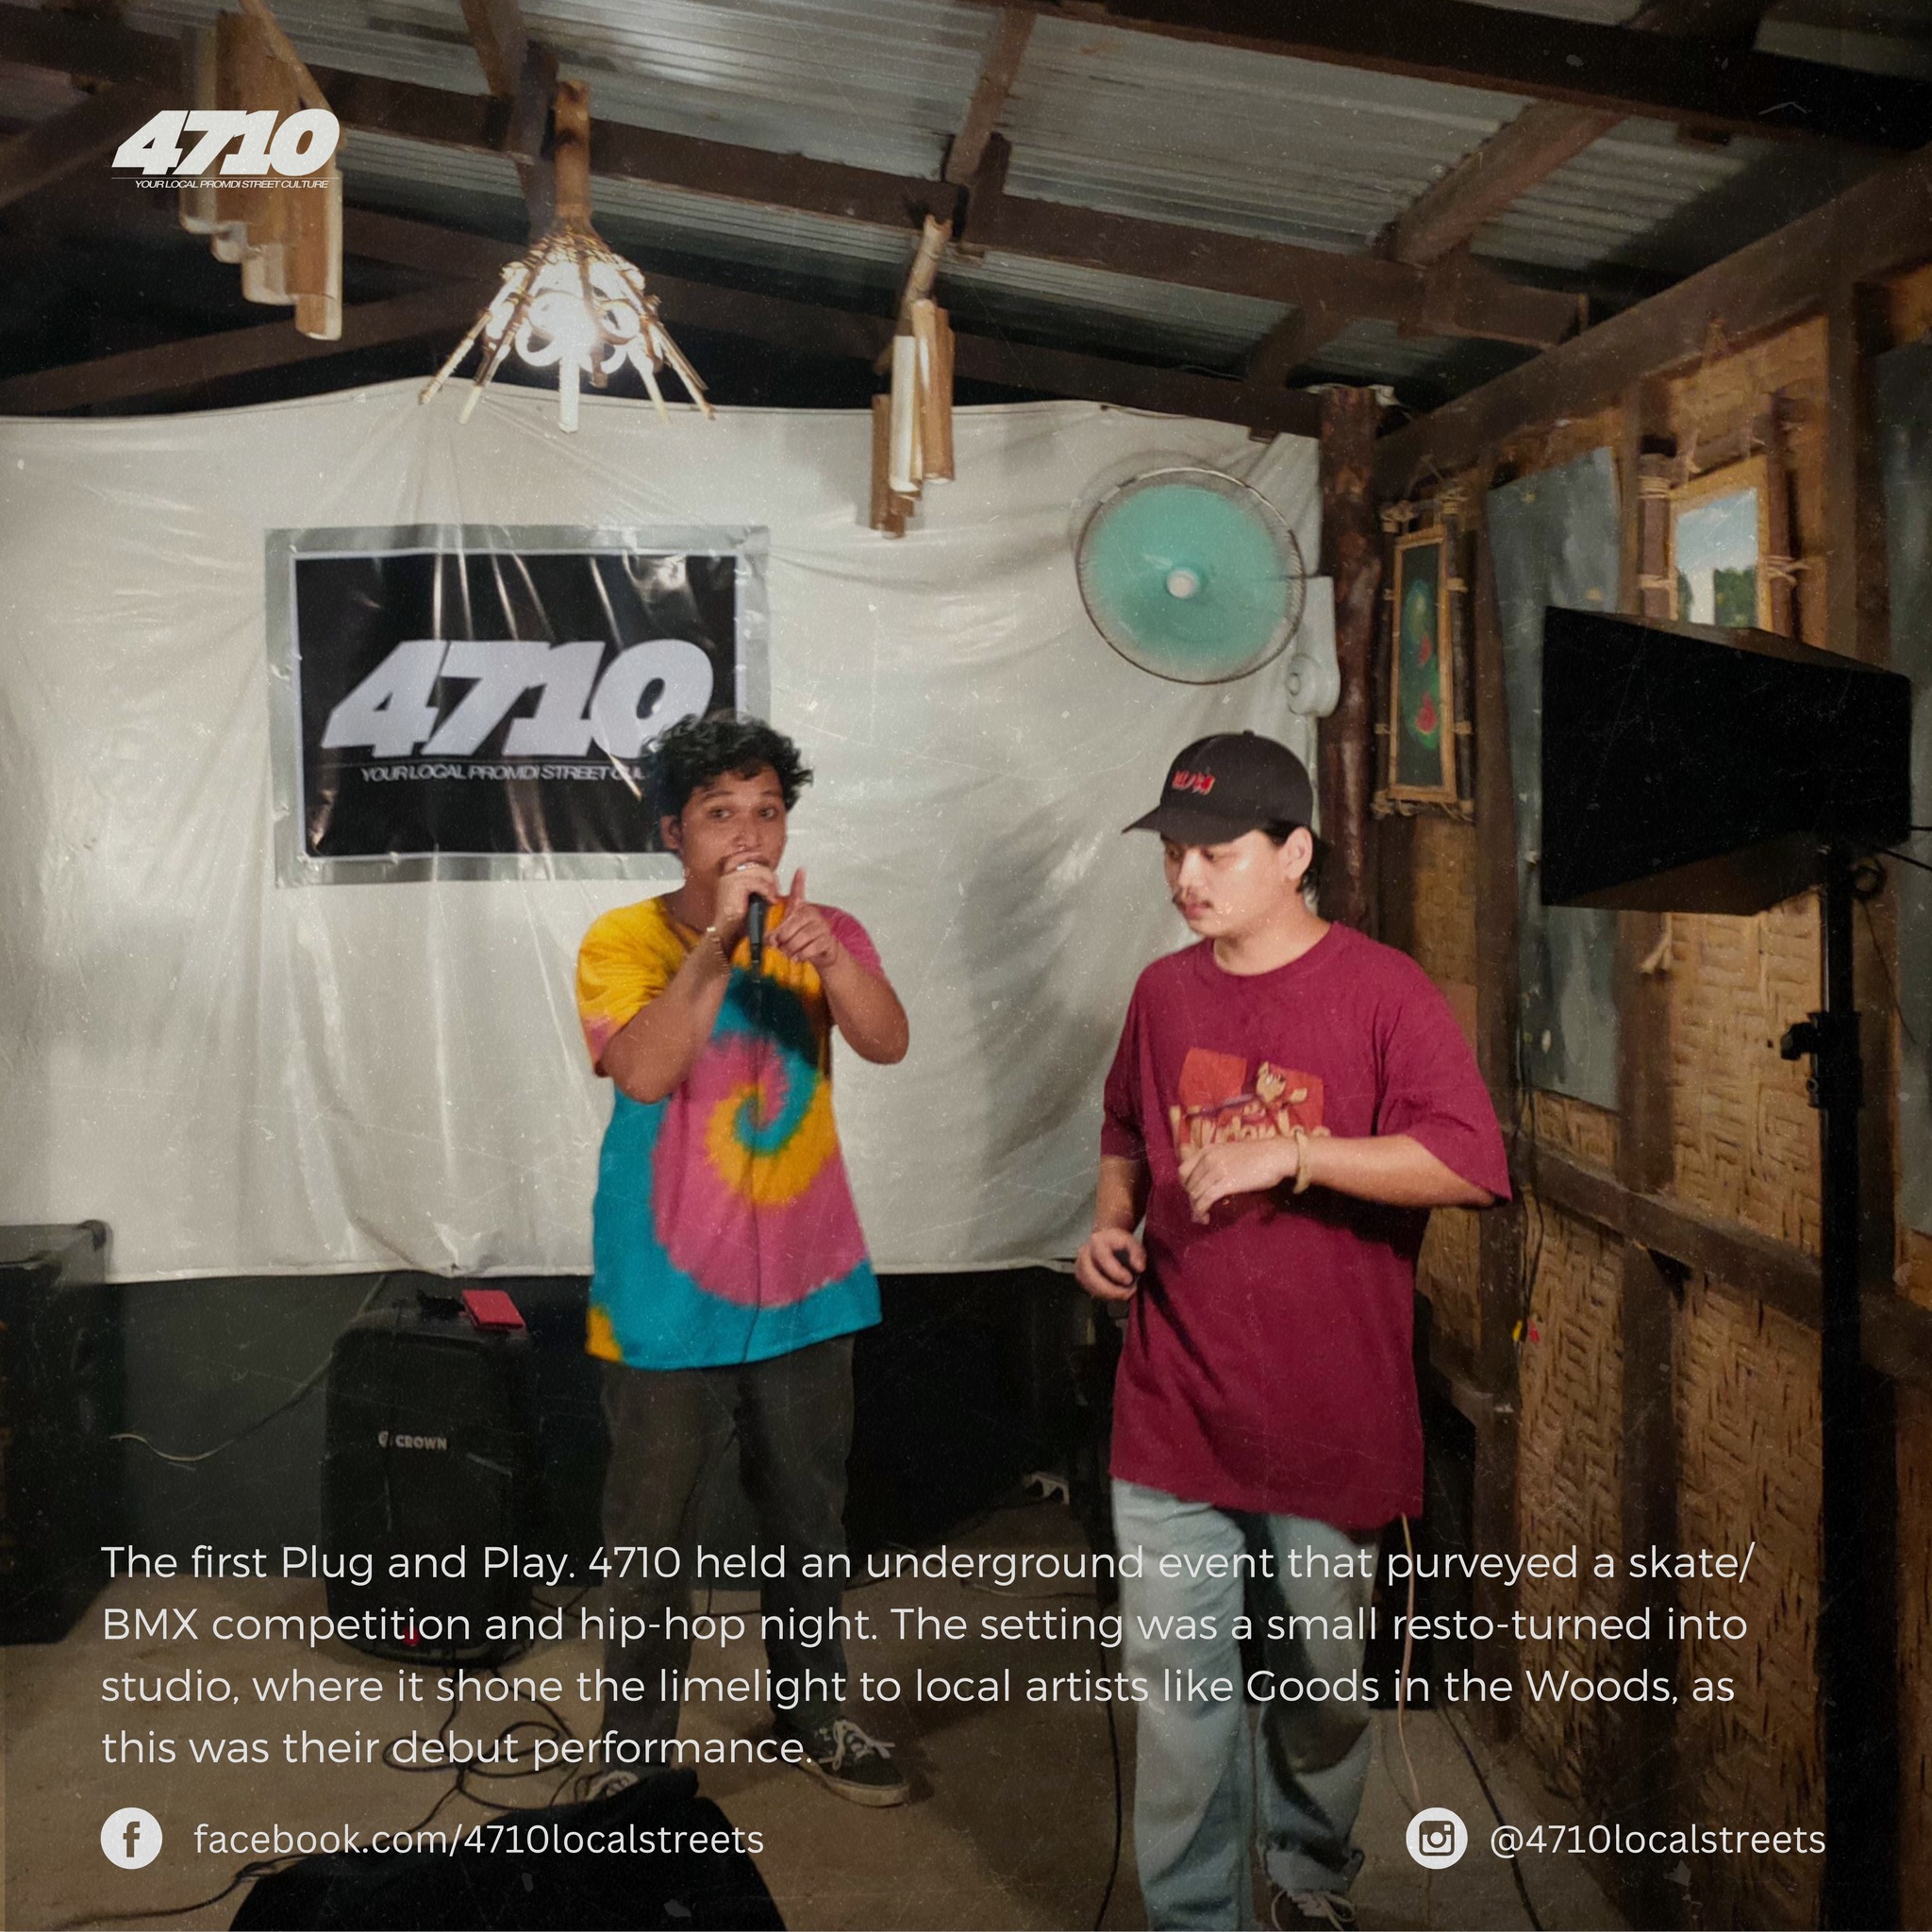 4710
YOUR LOCAL PROMDI STREET CULTURE
4710
YOUR LOCAL PROMDI STREET
CROWN
The first Plug and Play. 4710 held an underground event that purveyed a skate/
BMX competition and hip-hop night. The setting was a small resto-turned into
studio, where it shone the limelight to local artists like Goods in the Woods, as
this was their debut performance.
facebook.com/4710localstreets
@4710localstreets